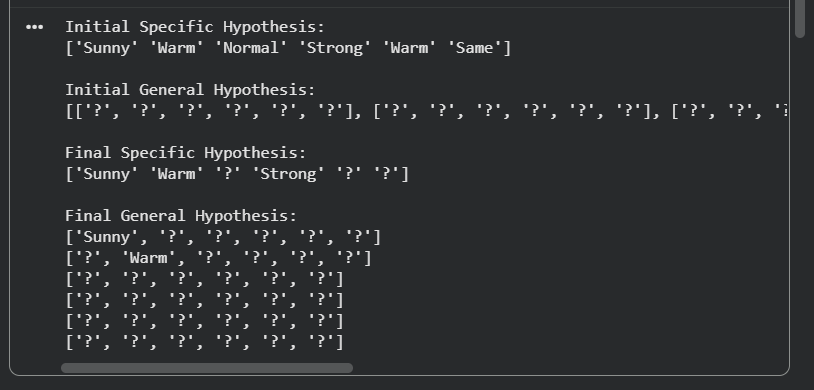 Initial Specific Hypothesis:
['Sunny' 'Warm' 'Normal' 'Strong' 'Warm' 'Same']
Initial General Hypothesis:
[['?', '?', '?', '?', '?', '?'], ['?', '?', '?', '?', '?', '?'], ['?', '?', '?
Final Specific Hypothesis:
['Sunny' 'Warm' '?' 'Strong' '?' '?']
Final General Hypothesis:
['Sunny', '?', '?', '?', '?', '?']
['?', 'Warm', '?', '?', '?', '?']
['?', '?', '?', '?', '?', '?']
['?', '?', '?', '?', '?', '?']
['?', '?', '?', '?', '?', '?']
['?', '?', '?', '?', '?', '?']